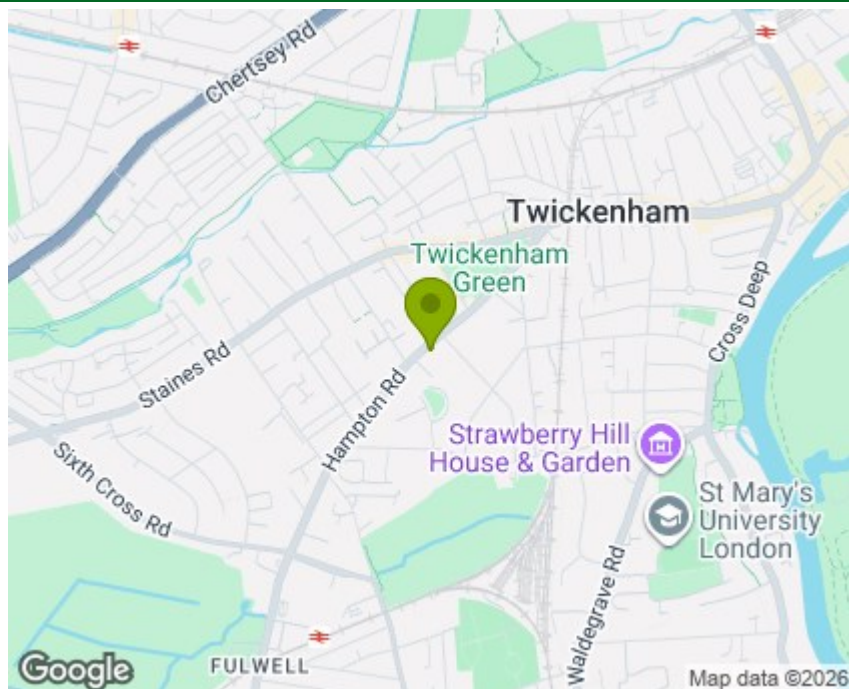 Chertsey Rd
Twickenham
Twickenham
Green
Cross Deep
Staines Rd
Hampton Rd
Strawberry Hill
House & Garden
Sixth Cross Rd
St Mary's
University
London
Waldegrave Rd
FULWELL
Google
Map data ©2026